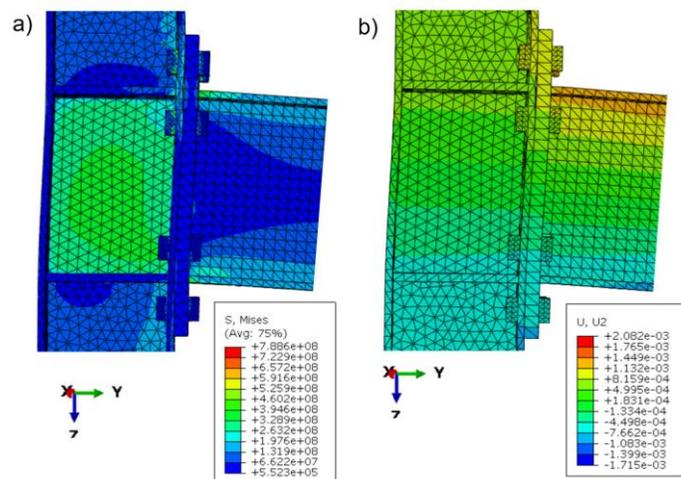 a)
b)
S, Mises
(Avg: 75%)
+7.886e+08
+7.229e+08
+6.572e+08
+5.916e+08
+5.259e+08
+4.602e+08
+3.946e+08
+3.289e+08
+2.632e+08
+1.976e+08
+1.319e+08
+6.622e+07
+5.523e+05
X
Y
Z
U, U2
+2.082e-03
+1.765e-03
+1.449e-03
+1.132e-03
+8.159e-04
+4.995e-04
+1.831e-04
-1.334e-04
-4.498e-04
-7.662e-04
-1.083e-03
-1.399e-03
-1.715e-03
X
Y
Z